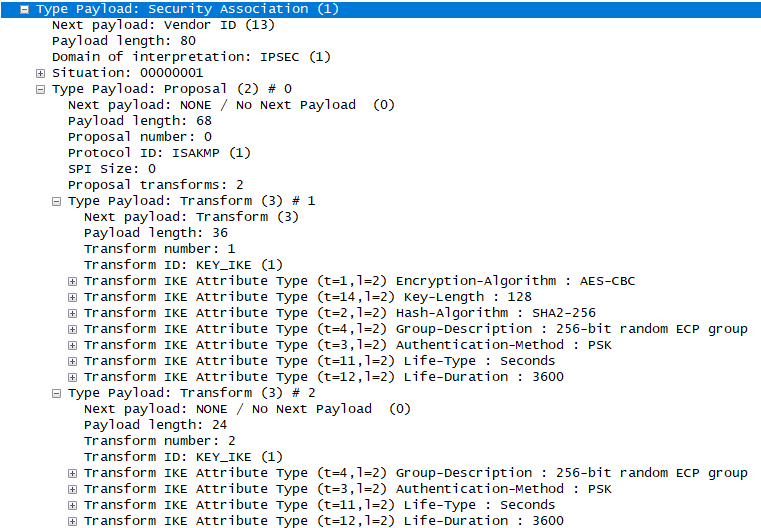 Type Payload: Security Association (1)
Next payload: Vendor ID (13)
Payload length: 80
Domain of interpretation: IPSEC (1)
Situation: 00000001
Type Payload: Proposal (2) # 0
Next payload: NONE / No Next Payload  (0)
Payload length: 68
Proposal number: 0
Protocol ID: ISAKMP (1)
SPI Size: 0
Proposal transforms: 2
Type Payload: Transform (3) # 1
Next payload: Transform (3)
Payload length: 36
Transform number: 1
Transform ID: KEY_IKE (1)
Transform IKE Attribute Type (t=1,l=2) Encryption-Algorithm : AES-CBC
Transform IKE Attribute Type (t=14,l=2) Key-Length : 128
Transform IKE Attribute Type (t=2,l=2) Hash-Algorithm : SHA2-256
Transform IKE Attribute Type (t=4,l=2) Group-Description : 256-bit random ECP group
Transform IKE Attribute Type (t=3,l=2) Authentication-Method : PSK
Transform IKE Attribute Type (t=11,l=2) Life-Type : Seconds
Transform IKE Attribute Type (t=12,l=2) Life-Duration : 3600
Type Payload: Transform (3) # 2
Next payload: NONE / No Next Payload  (0)
Payload length: 24
Transform number: 2
Transform ID: KEY_IKE (1)
Transform IKE Attribute Type (t=4,l=2) Group-Description : 256-bit random ECP group
Transform IKE Attribute Type (t=3,l=2) Authentication-Method : PSK
Transform IKE Attribute Type (t=11,l=2) Life-Type : Seconds
Transform IKE Attribute Type (t=12,l=2) Life-Duration : 3600